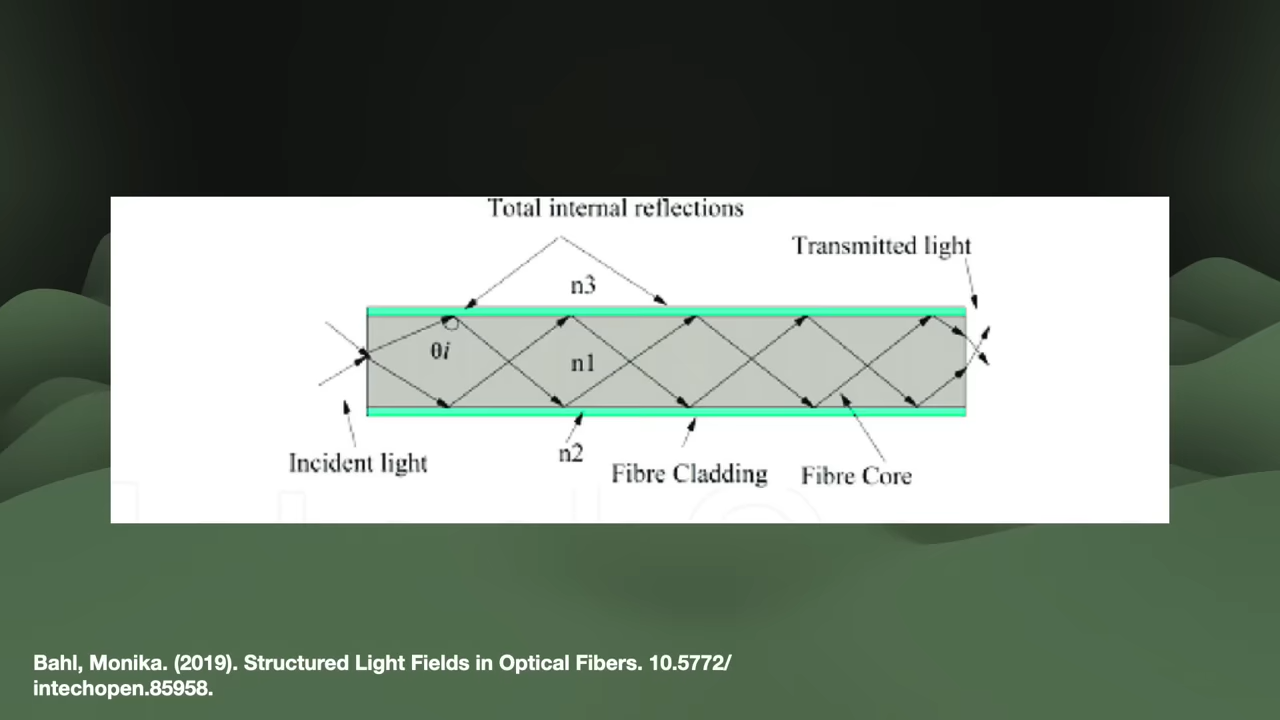 Total internal reflections
Transmitted light
n3
θi
n1
n2
Incident light
Fibre Cladding
Fibre Core
Bahl, Monika. (2019). Structured Light Fields in Optical Fibers. 10.5772/
intechopen.85958.